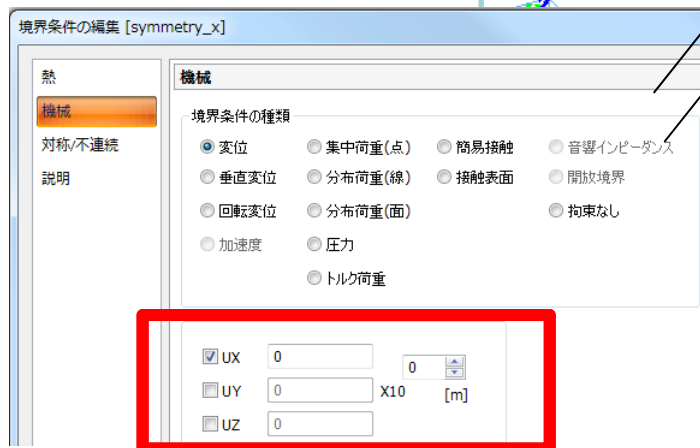 境界条件の編集 [symmetry_x]
熱
機械
対称/不連続
説明
機械
境界条件の種類
変位 集中荷重(点) 簡易接触 音響インピーダンス
垂直変位 分布荷重(線) 接触表面 開放境界
回転変位 分布荷重(面) 拘束なし
加速度 圧力
トルク荷重
UX 0 0
UY 0 X10 [m]
UZ 0